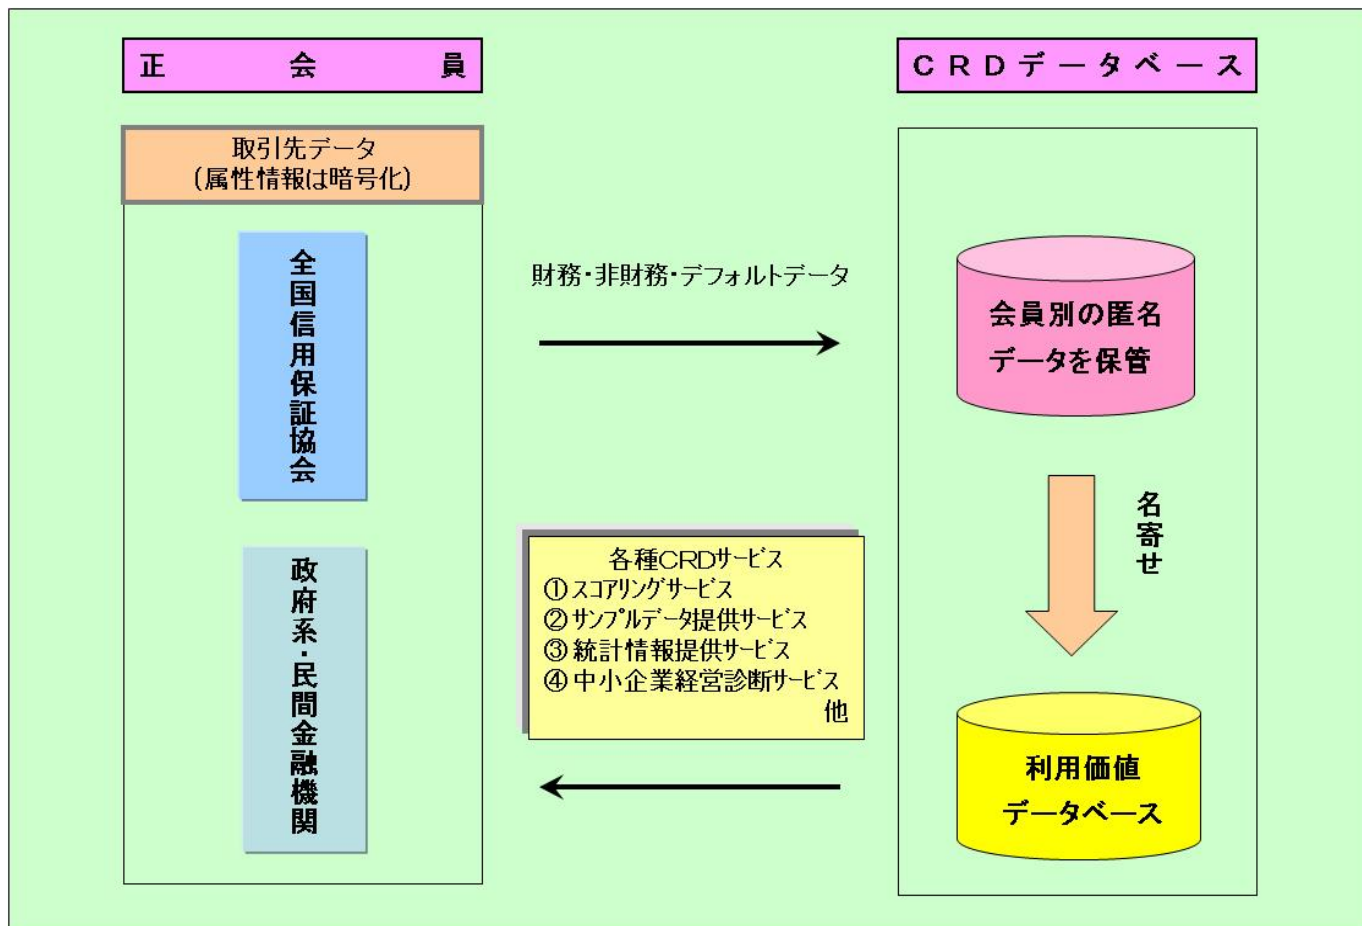 正会員
CRDデータベース
取引先データ
(属性情報は暗号化)
全国信用保証協会
財務・非財務・デフォルトデータ
会員別の匿名
データを保管
名寄せ
各種CRDサービス
①スコアリングサービス
②サンプルデータ提供サービス
③統計情報提供サービス
④中小企業経営診断サービス
他
政府系・民間金融機関
利用価値
データベース